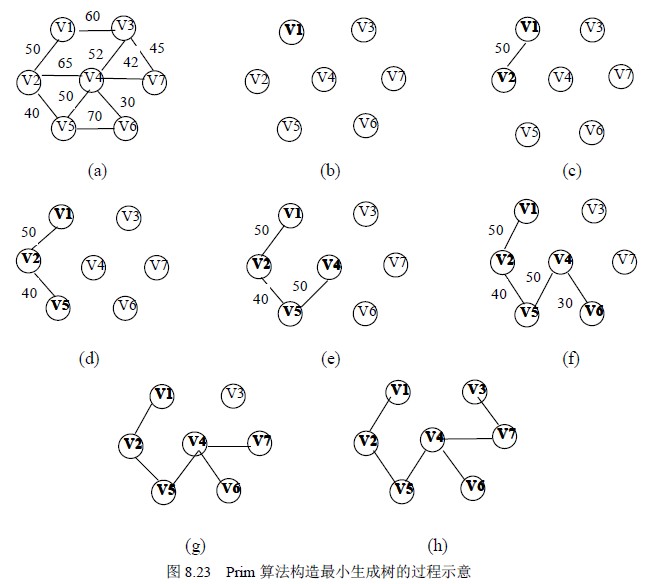 60
V1 V3
50 52 45
65 42
V2 V4 V7
40 50 30
70
V5 V6
(a)
V1 V3
V2 V4 V7
V5 V6
(b)
V1 V3
50
V2 V4 V7
V5 V6
(c)
V1 V3
50
V2 V4 V7
40
V5 V6
(d)
V1 V3
50
V2 V4 V7
40 50
V5 V6
(e)
V1 V3
50
V2 V4 V7
50
40 30
V5 V6
(f)
V1 V3
V2 V4 V7
V5 V6
(g)
V1 V3
V2 V4 V7
V5 V6
(h)
图 8.23 Prim 算法构造最小生成树的过程示意